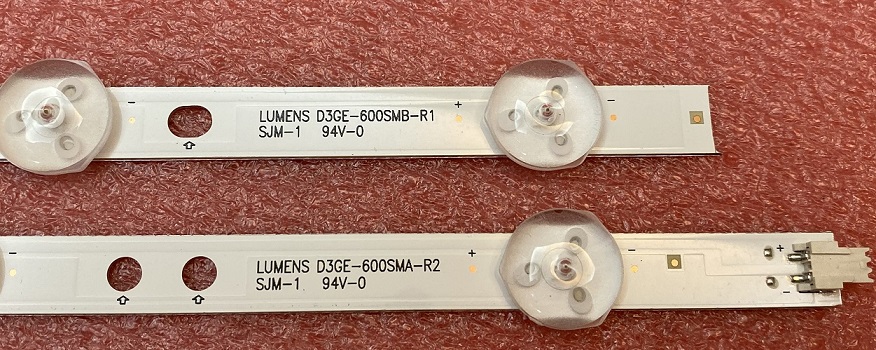 LUMENS D3GE-600SMB-R1
SJM-1 94V-0
LUMENS D3GE-600SMA-R2
SJM-1 94V-0